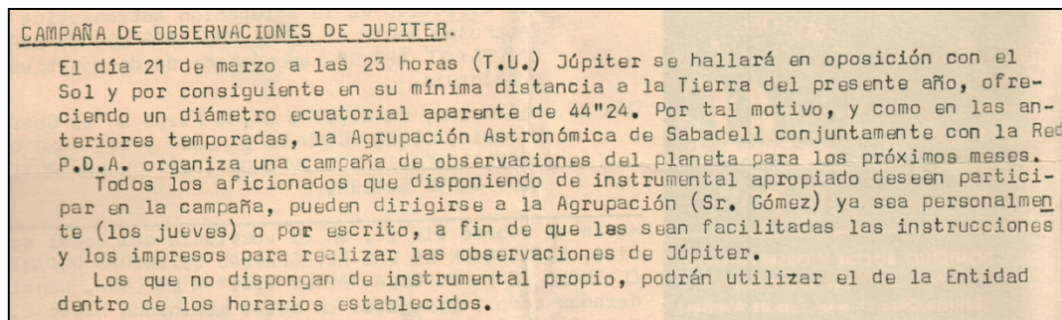 CAMPAÑA DE OBSERVACIONES DE JUPITER.
El día 21 de marzo a las 23 horas (T.U.) Júpiter se hallará en oposición con el
Sol y por consiguiente en su mínima distancia a la Tierra del presente año, ofre-
ciendo un diámetro ecuatorial aparente de 44"24. Por tal motivo, y como en las an-
teriores temporadas, la Agrupación Astronómica de Sabadell conjuntamente con la Red
P.D.A. organiza una campaña de observaciones del planeta para los próximos meses.
Todos los aficionados que disponiendo de instrumental apropiado deseen partici-
par en la campaña, pueden dirigirse a la Agrupación (Sr. Gómez) ya sea personalmen
te (los jueves) o por escrito, a fin de que les sean facilitadas las instrucciones
y los impresos para realizar las observaciones de Júpiter.
Los que no dispongan de instrumental propio, podrán utilizar el de la Entidad
dentro de los horarios establecidos.